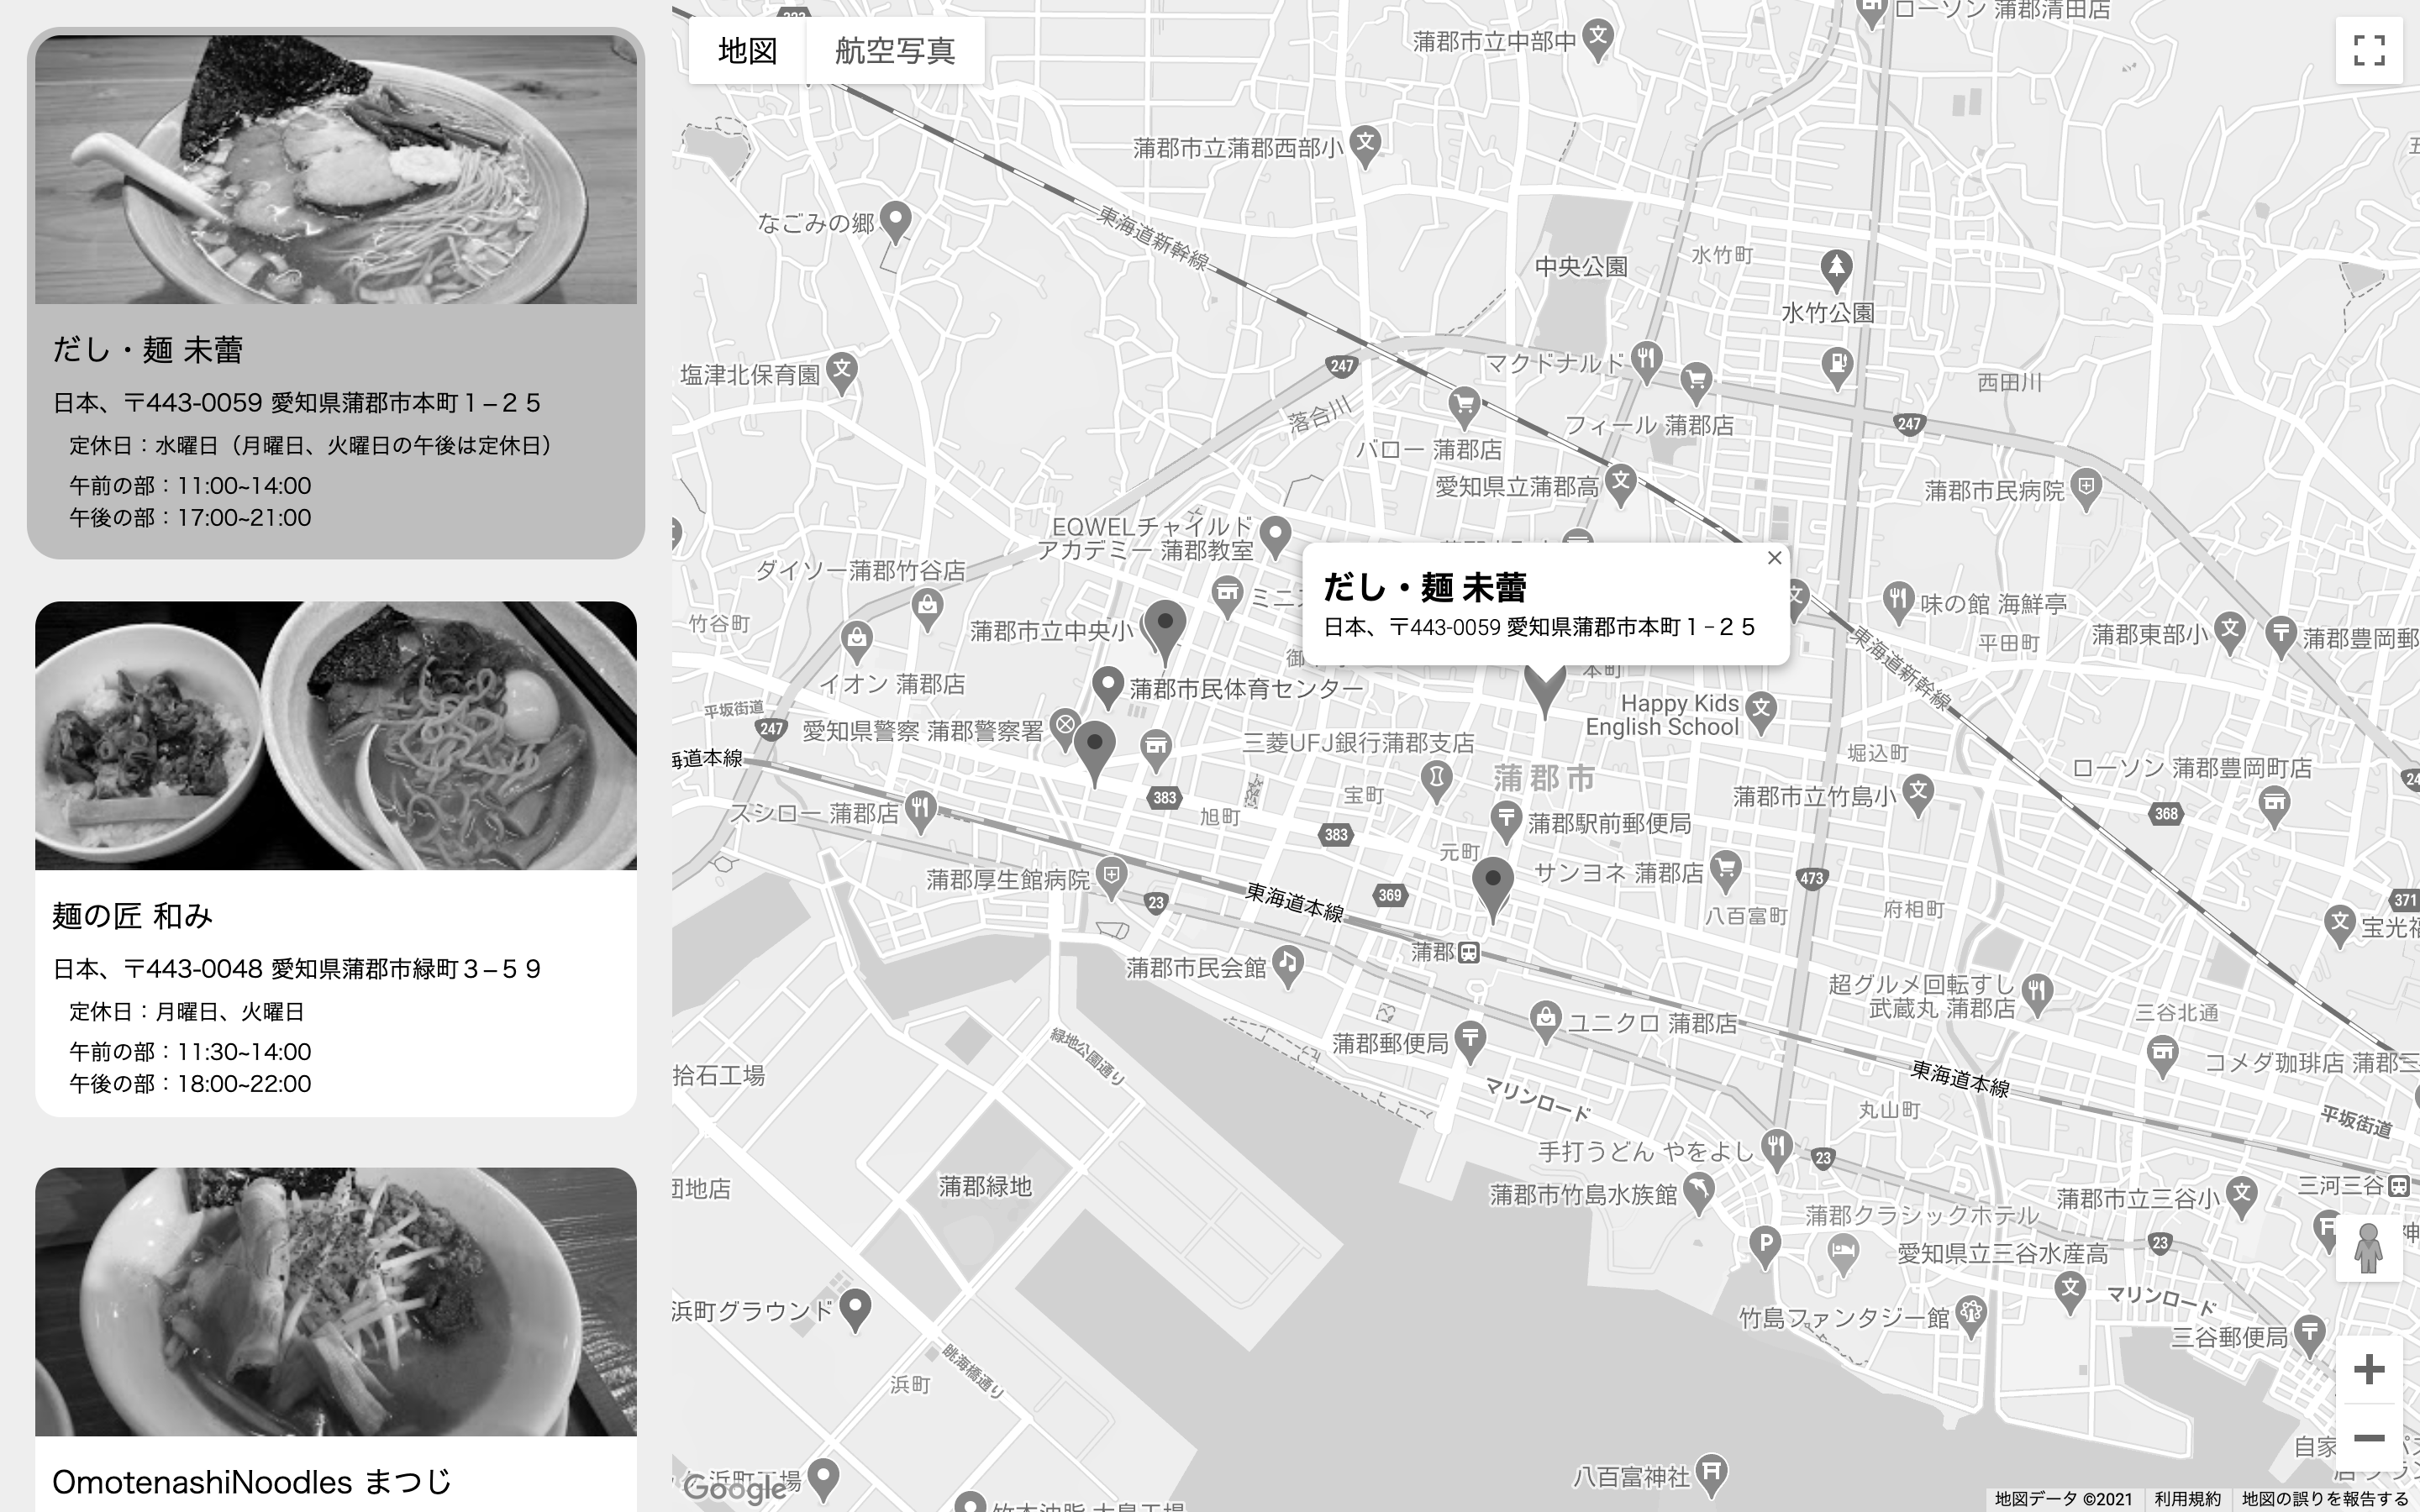 だし・麺 未蕾
日本、〒443-0059 愛知県蒲郡市本町１−２５
定休日：水曜日（月曜日、火曜日の午後は定休日）
午前の部：11:00~14:00
午後の部：17:00~21:00
麺の匠 和み
日本、〒443-0048 愛知県蒲郡市緑町３−５９
定休日：月曜日、火曜日
午前の部：11:30~14:00
午後の部：18:00~22:00
OmotenashiNoodles まつじ
地図
航空写真
ローソン 蒲郡清田店
蒲郡市立中部中
蒲郡市立蒲郡西部小
なごみの郷
東海道新幹線
中央公園
水竹町
水竹公園
塩津北保育園
247
マクドナルド
西田川
落合川
フィール 蒲郡店
247
バロー 蒲郡店
愛知県立蒲郡高
蒲郡市民病院
EQWELチャイルド
アカデミー 蒲郡教室
ダイソー蒲郡竹谷店
だし・麺 未蕾
日本、〒443-0059 愛知県蒲郡市本町１−２５
竹谷町
蒲郡市立中央小
味の館 海鮮亭
平田町
蒲郡東部小
蒲郡豊岡郵
イオン 蒲郡店
蒲郡市民体育センター
本町
東海道新幹線
平坂街道
247
愛知県警察 蒲郡警察署
Happy Kids
English School
三菱UFJ銀行蒲郡支店
海道本線
蒲郡市
堀込町
ローソン 蒲郡豊岡町店
383
宝町
蒲郡市立竹島小
スシロー 蒲郡店
旭町
383
蒲郡駅前郵便局
368
元町
蒲郡厚生館病院
23
東海道本線
369
サンヨネ 蒲郡店
473
八百富町
府相町
371
蒲郡市民会館
蒲郡
超グルメ回転すし
武蔵丸 蒲郡店
三谷北通
ユニクロ 蒲郡店
蒲郡郵便局
緑地公園通り
拾石工場
マリンロード
東海道本線
コメダ珈琲店 蒲郡三
丸山町
平坂街道
手打うどん やをよし
23
団地店
蒲郡緑地
蒲郡市竹島水族館
蒲郡市立三谷小
三河三谷
蒲郡クラシックホテル
P
愛知県立三谷水産高
23
浜町グラウンド
マリンロード
竹島ファンタジー館
三谷郵便局
眺海橋通り
浜町
八百富神社
Google
地図データ ©2021
利用規約
地図の誤りを報告する